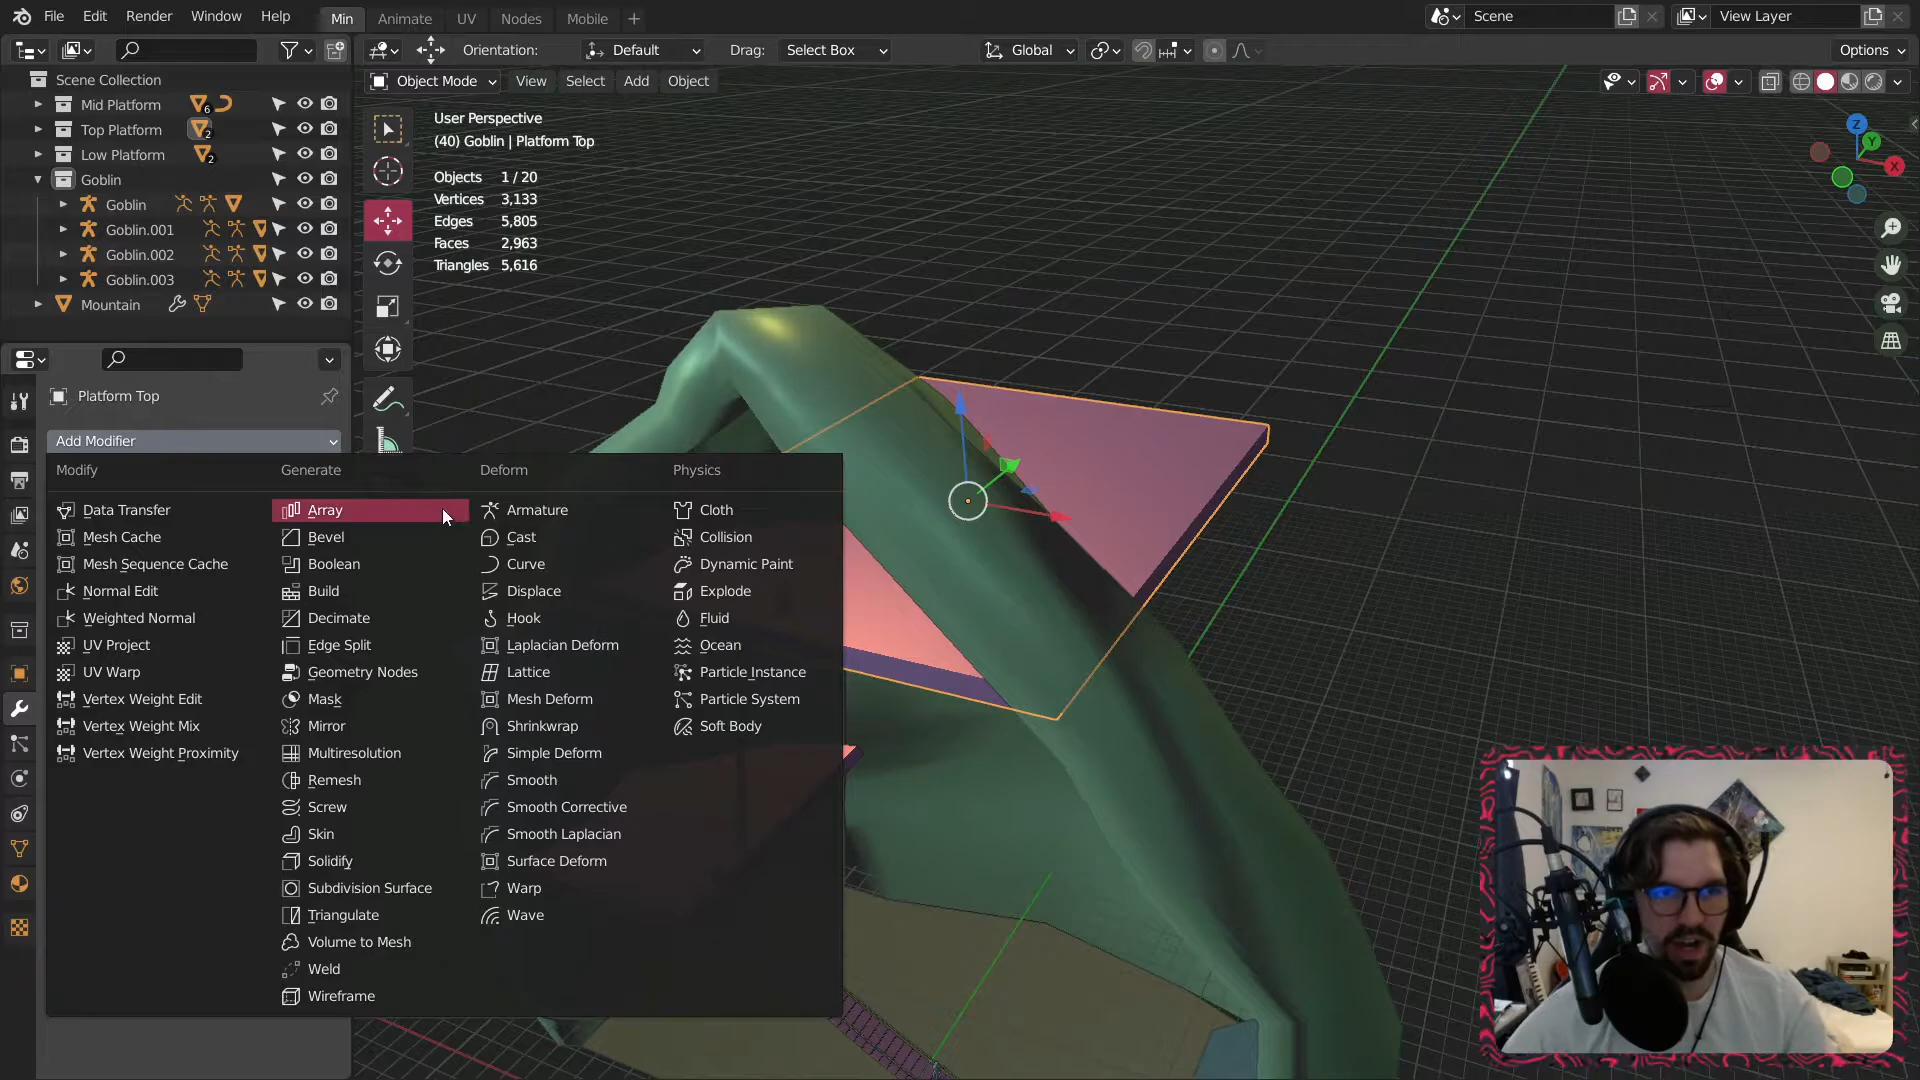 File Edit Render Window Help Min Animate UV Nodes Mobile + Scene View Layer
Orientation: Default Drag: Select Box Global Options
Object Mode View Select Add Object
Scene Collection
Mid Platform 6
Top Platform 2
Low Platform 2
Goblin
Goblin
Goblin.001
Goblin.002
Goblin.003
Mountain
User Perspective
(40) Goblin | Platform Top
Objects 1 / 20
Vertices 3,133
Edges 5,805
Faces 2,963
Triangles 5,616
Z
Y
X
Platform Top
Add Modifier
Modify Generate Deform Physics
Data Transfer Array Armature Cloth
Mesh Cache Bevel Cast Collision
Mesh Sequence Cache Boolean Curve Dynamic Paint
Normal Edit Build Displace Explode
Weighted Normal Decimate Hook Fluid
UV Project Edge Split Laplacian Deform Ocean
UV Warp Geometry Nodes Lattice Particle Instance
Vertex Weight Edit Mask Mesh Deform Particle System
Vertex Weight Mix Mirror Shrinkwrap Soft Body
Vertex Weight Proximity Multiresolution Simple Deform
Remesh Smooth
Screw Smooth Corrective
Skin Smooth Laplacian
Solidify Surface Deform
Subdivision Surface Warp
Triangulate Wave
Volume to Mesh
Weld
Wireframe